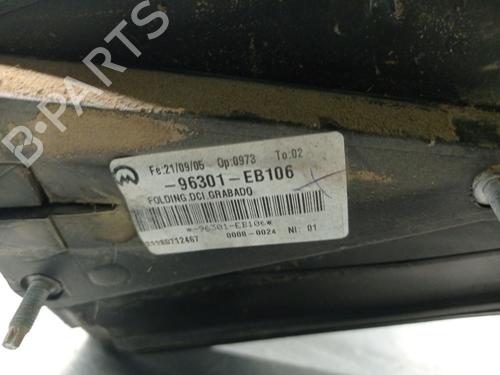 Fe:21/09/05 Op:0973 To:02
-96301-EB106
FOLDING.DCI.GRABADO
*-96301-EB106*
0008-0024 NI: 01
B-PARTS